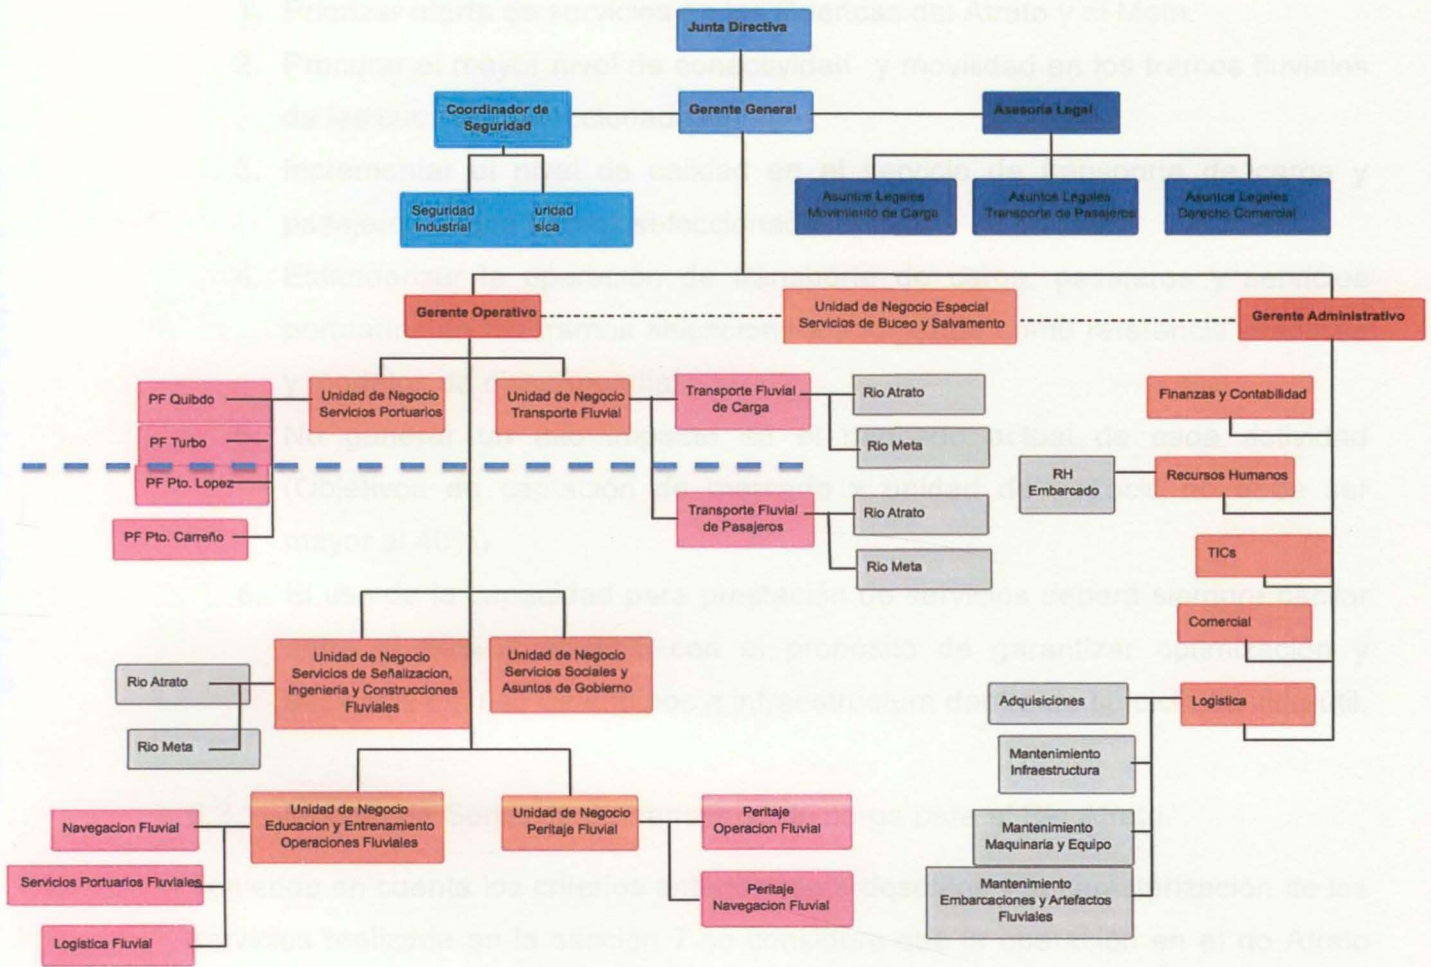 Junta Directiva
Coordinador de
Seguridad
Gerente General
Asesoria Legal
Seguridad
Industrial
uridad
sica
Asuntos Legales
Movimiento de Carga
Asuntos Legales
Transporte de Pasajeros
Asuntos Legales
Derecho Comercial
Gerente Operativo
Unidad de Negocio Especial
Servicios de Buceo y Salvamento
Gerente Administrativo
PF Quibdo
PF Turbo
PF Pto. Lopez
PF Pto. Carreño
Unidad de Negocio
Servicios Portuarios
Unidad de Negocio
Transporte Fluvial
Transporte Fluvial
de Carga
Rio Atrato
Rio Meta
Transporte Fluvial
de Pasajeros
Rio Atrato
Rio Meta
Finanzas y Contabilidad
RH
Embarcado
Recursos Humanos
TICs
Comercial
Logistica
Rio Atrato
Rio Meta
Unidad de Negocio
Servicios de Señalizacion,
Ingenieria y Construcciones
Fluviales
Unidad de Negocio
Servicios Sociales y
Asuntos de Gobierno
Adquisiciones
Mantenimiento
Infraestructura
Mantenimiento
Maquinaria y Equipo
Mantenimiento
Embarcaciones y Artefactos
Fluviales
Navegacion Fluvial
Servicios Portuarios Fluviales
Logistica Fluvial
Unidad de Negocio
Educacion y Entrenamiento
Operaciones Fluviales
Unidad de Negocio
Peritaje Fluvial
Peritaje
Operacion Fluvial
Peritaje
Navegacion Fluvial